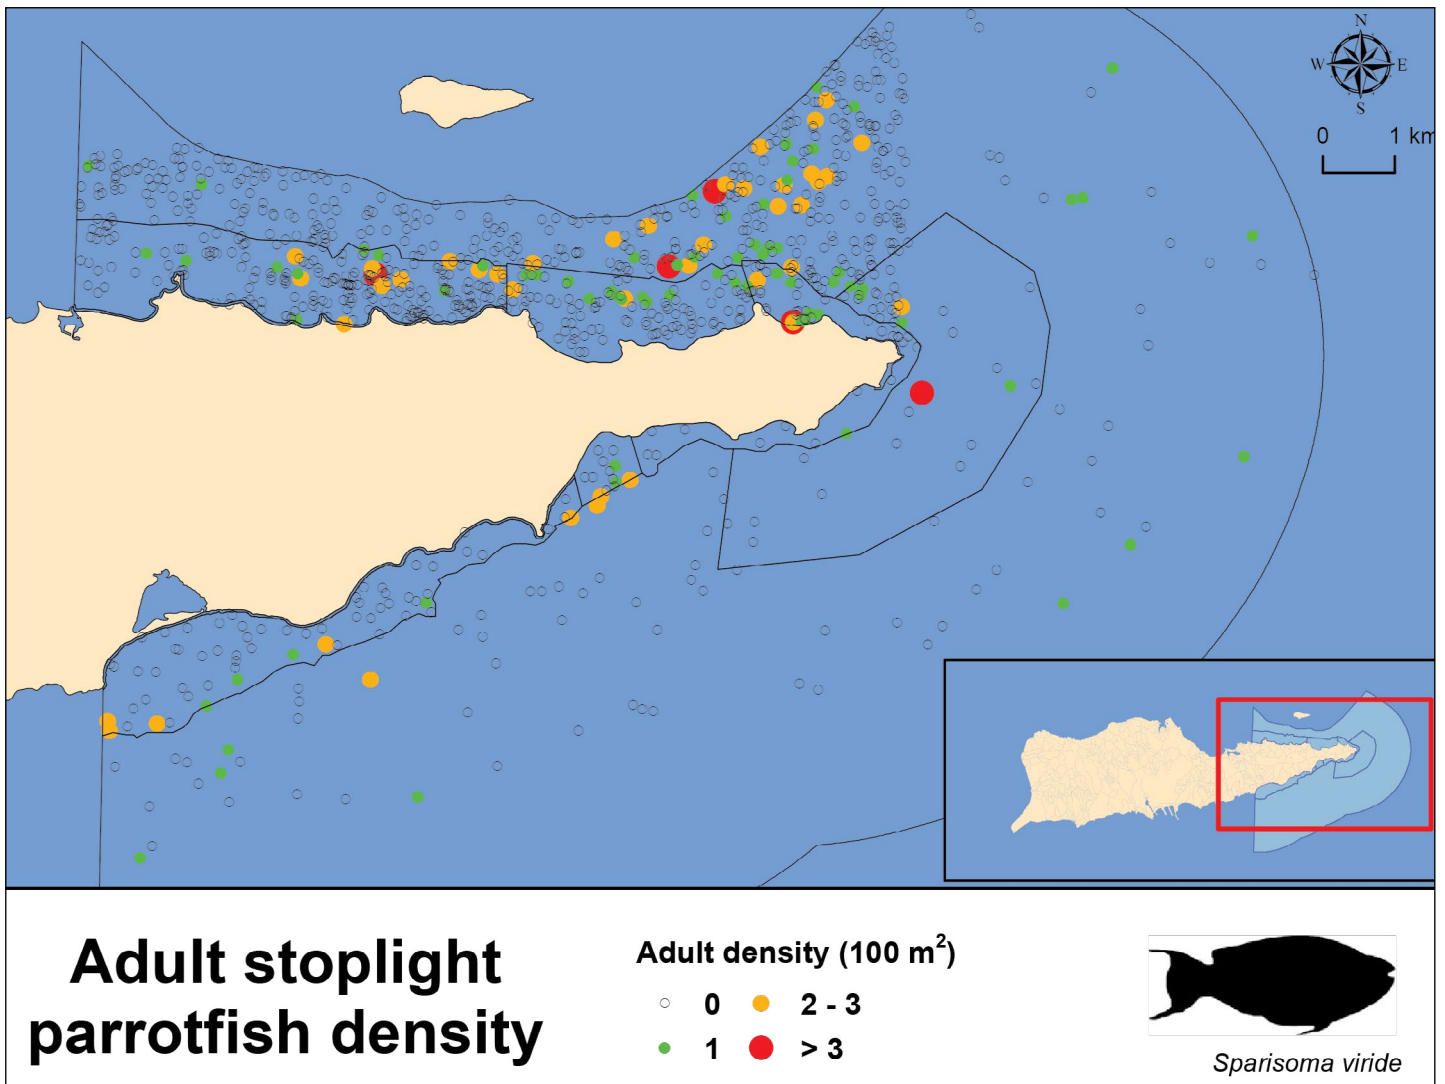 N
W E
S
0 1 km
Adult stoplight
parrotfish density
Adult density (100 m²)
0 2 - 3
1 > 3
Sparisoma viride